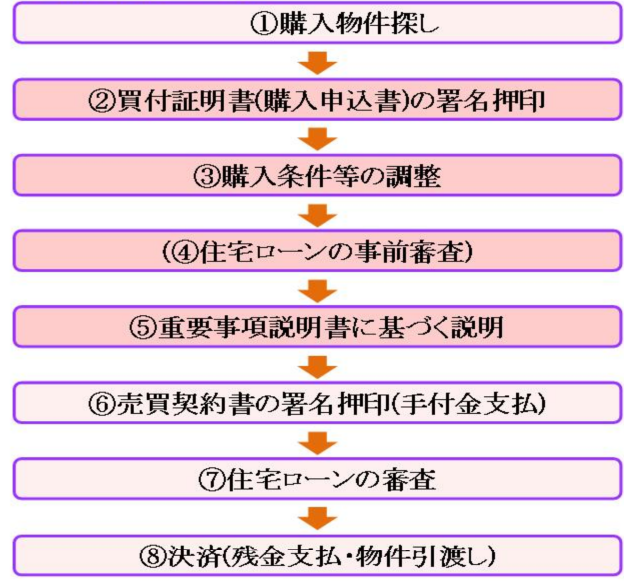 ①購入物件探し
②買付証明書(購入申込書)の署名押印
③購入条件等の調整
(④住宅ローンの事前審査)
⑤重要事項説明書に基づく説明
⑥売買契約書の署名押印(手付金支払)
⑦住宅ローンの審査
⑧決済(残金支払・物件引渡し)